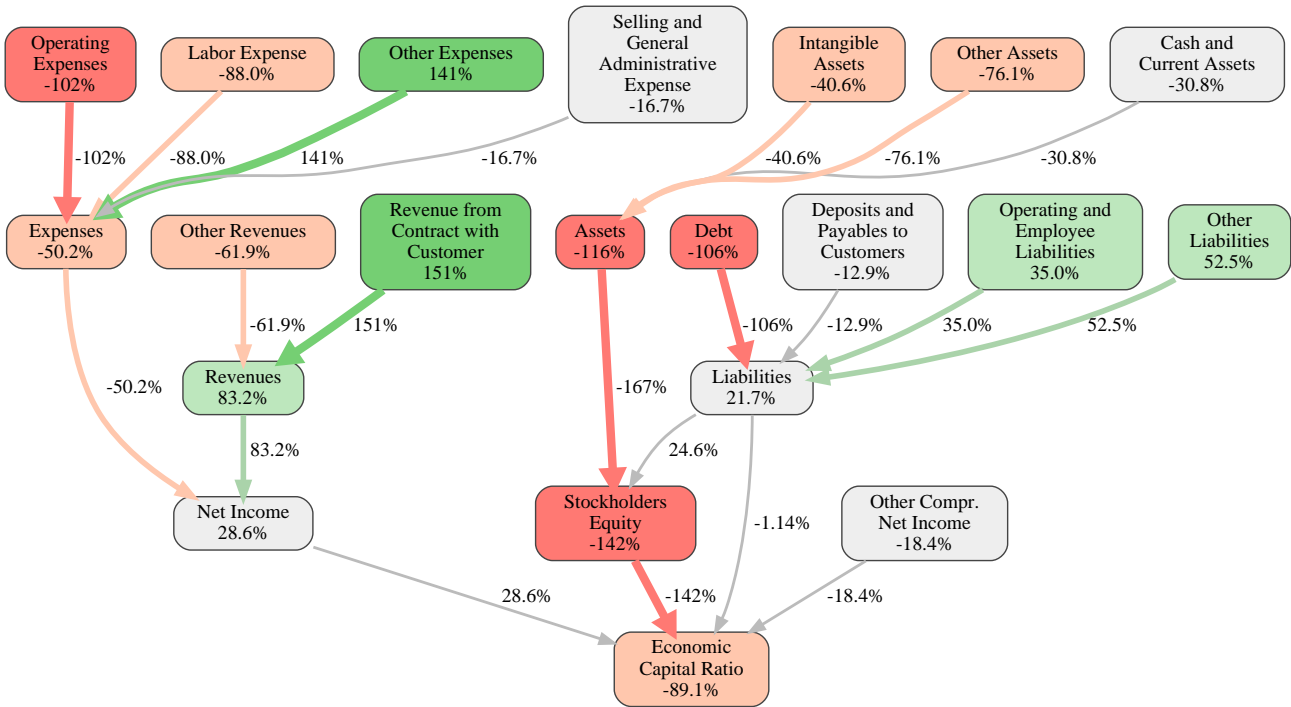 Operating
Expenses
-102%
Labor Expense
-88.0%
Other Expenses
141%
Selling and
General
Administrative
Expense
-16.7%
Intangible
Assets
-40.6%
Other Assets
-76.1%
Cash and
Current Assets
-30.8%
-102%
-88.0%
141%
-16.7%
-40.6%
-76.1%
-30.8%
Expenses
-50.2%
Other Revenues
-61.9%
Revenue from
Contract with
Customer
151%
Assets
-116%
Debt
-106%
Deposits and
Payables to
Customers
-12.9%
Operating and
Employee
Liabilities
35.0%
Other
Liabilities
52.5%
-61.9%
151%
-106%
-12.9%
35.0%
52.5%
-50.2%
Revenues
83.2%
-167%
Liabilities
21.7%
83.2%
24.6%
Net Income
28.6%
Stockholders
Equity
-142%
-1.14%
Other Compr.
Net Income
-18.4%
28.6%
-142%
-18.4%
Economic
Capital Ratio
-89.1%